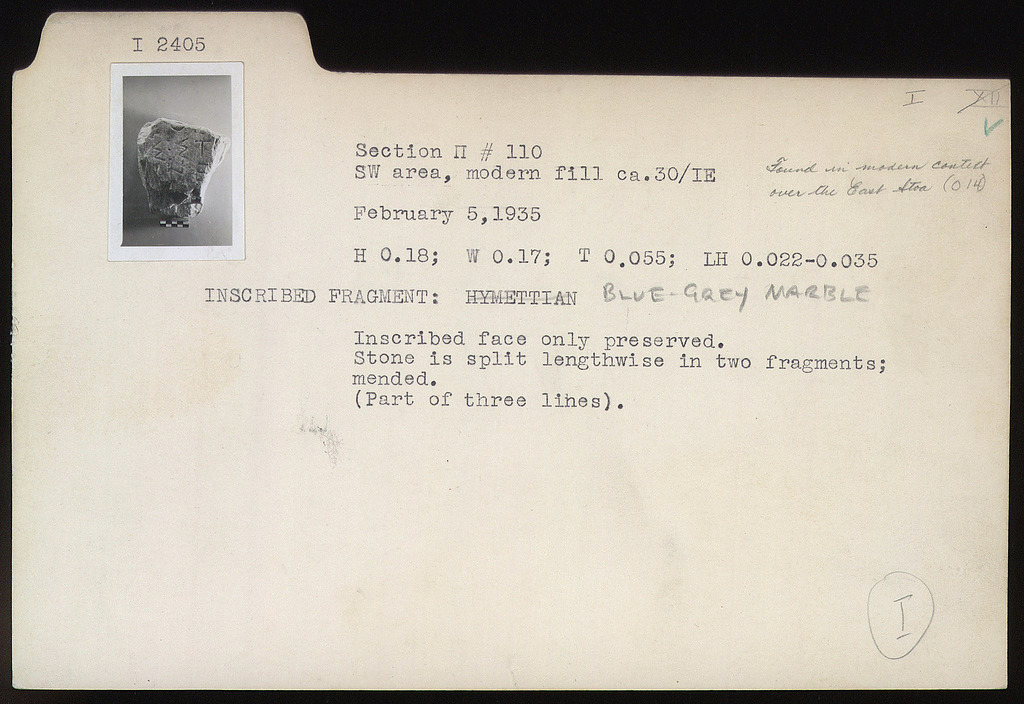 I 2405
I XII
Section Π # 110
SW area, modern fill ca.30/IE
Found in modern context
over the East Stoa (O 14)
February 5,1935
H 0.18; W 0.17; T 0.055; LH 0.022-0.035
INSCRIBED FRAGMENT: HYMETTIAN BLUE-GREY MARBLE
Inscribed face only preserved.
Stone is split lengthwise in two fragments;
mended.
(Part of three lines).
I